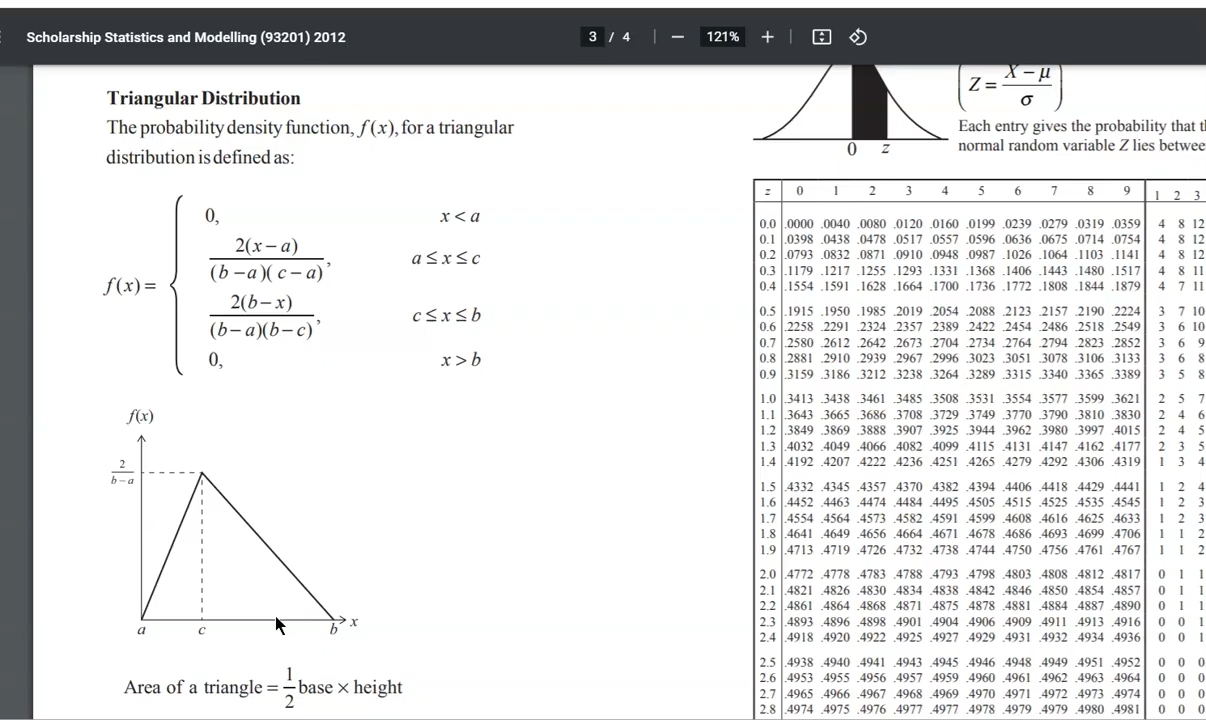 Scholarship Statistics and Modelling (93201) 2012
3 / 4
121%
Triangular Distribution
The probability density function, f(x), for a triangular
distribution is defined as:
f(x) =
0, x < a
2(x – a)
(b – a)(c – a), a ≤ x ≤ c
2(b – x)
(b – a)(b – c), c ≤ x ≤ b
0, x > b
f(x)
2
b – a
a c b x
Area of a triangle = 1/2 base × height
Z = X – μ
σ
0 z
Each entry gives the probability that
normal random variable Z lies
z 0 1 2 3 4 5 6 7 8 9 1 2 3
0.0 .0000 .0040 .0080 .0120 .0160 .0199 .0239 .0279 .0319 .0359 4 8 12
0.1 .0398 .0438 .0478 .0517 .0557 .0596 .0636 .0675 .0714 .0754 4 8 12
0.2 .0793 .0832 .0871 .0910 .0948 .0987 .1026 .1064 .1103 .1141 4 8 12
0.3 .1179 .1217 .1255 .1293 .1331 .1368 .1406 .1443 .1480 .1517 4 8 11
0.4 .1554 .1591 .1628 .1664 .1700 .1736 .1772 .1808 .1844 .1879 4 7 11
0.5 .1915 .1950 .1985 .2019 .2054 .2088 .2123 .2157 .2190 .2224 3 7 10
0.6 .2258 .2291 .2324 .2357 .2389 .2422 .2454 .2486 .2518 .2549 3 6 10
0.7 .2580 .2612 .2642 .2673 .2704 .2734 .2764 .2794 .2823 .2852 3 6 9
0.8 .2881 .2910 .2939 .2967 .2996 .3023 .3051 .3078 .3106 .3133 3 6 8
0.9 .3159 .3186 .3212 .3238 .3264 .3289 .3315 .3340 .3365 .3389 3 5 8
1.0 .3413 .3438 .3461 .3485 .3508 .3531 .3554 .3577 .3599 .3621 2 5 7
1.1 .3643 .3665 .3686 .3708 .3729 .3749 .3770 .3790 .3810 .3830 2 4 6
1.2 .3849 .3869 .3888 .3907 .3925 .3944 .3962 .3980 .3997 .4015 2 4 5
1.3 .4032 .4049 .4066 .4082 .4099 .4115 .4131 .4147 .4162 .4177 2 3 5
1.4 .4192 .4207 .4222 .4236 .4251 .4265 .4279 .4292 .4306 .4319 1 3 4
1.5 .4332 .4345 .4357 .4370 .4382 .4394 .4406 .4418 .4429 .4441 1 2 4
1.6 .4452 .4463 .4474 .4484 .4495 .4505 .4515 .4525 .4535 .4545 1 2 3
1.7 .4554 .4564 .4573 .4582 .4591 .4599 .4608 .4616 .4625 .4633 1 2 3
1.8 .4641 .4649 .4656 .4664 .4671 .4678 .4686 .4693 .4699 .4706 1 1 2
1.9 .4713 .4719 .4726 .4732 .4738 .4744 .4750 .4756 .4761 .4767 1 1 2
2.0 .4772 .4778 .4783 .4788 .4793 .4798 .4803 .4808 .4812 .4817 0 1 1
2.1 .4821 .4826 .4830 .4834 .4838 .4842 .4846 .4850 .4854 .4857 0 1 1
2.2 .4861 .4864 .4868 .4871 .4875 .4878 .4881 .4884 .4887 .4890 0 1 1
2.3 .4893 .4896 .4898 .4901 .4904 .4906 .4909 .4911 .4913 .4916 0 0 1
2.4 .4918 .4920 .4922 .4925 .4927 .4929 .4931 .4932 .4934 .4936 0 0 1
2.5 .4938 .4940 .4941 .4943 .4945 .4946 .4948 .4949 .4951 .4952 0 0 0
2.6 .4953 .4955 .4956 .4957 .4959 .4960 .4961 .4962 .4963 .4964 0 0 0
2.7 .4965 .4966 .4967 .4968 .4969 .4970 .4971 .4972 .4973 .4974 0 0 0
2.8 .4974 .4975 .4976 .4977 .4977 .4978 .4979 .4979 .4980 .4981 0 0 0